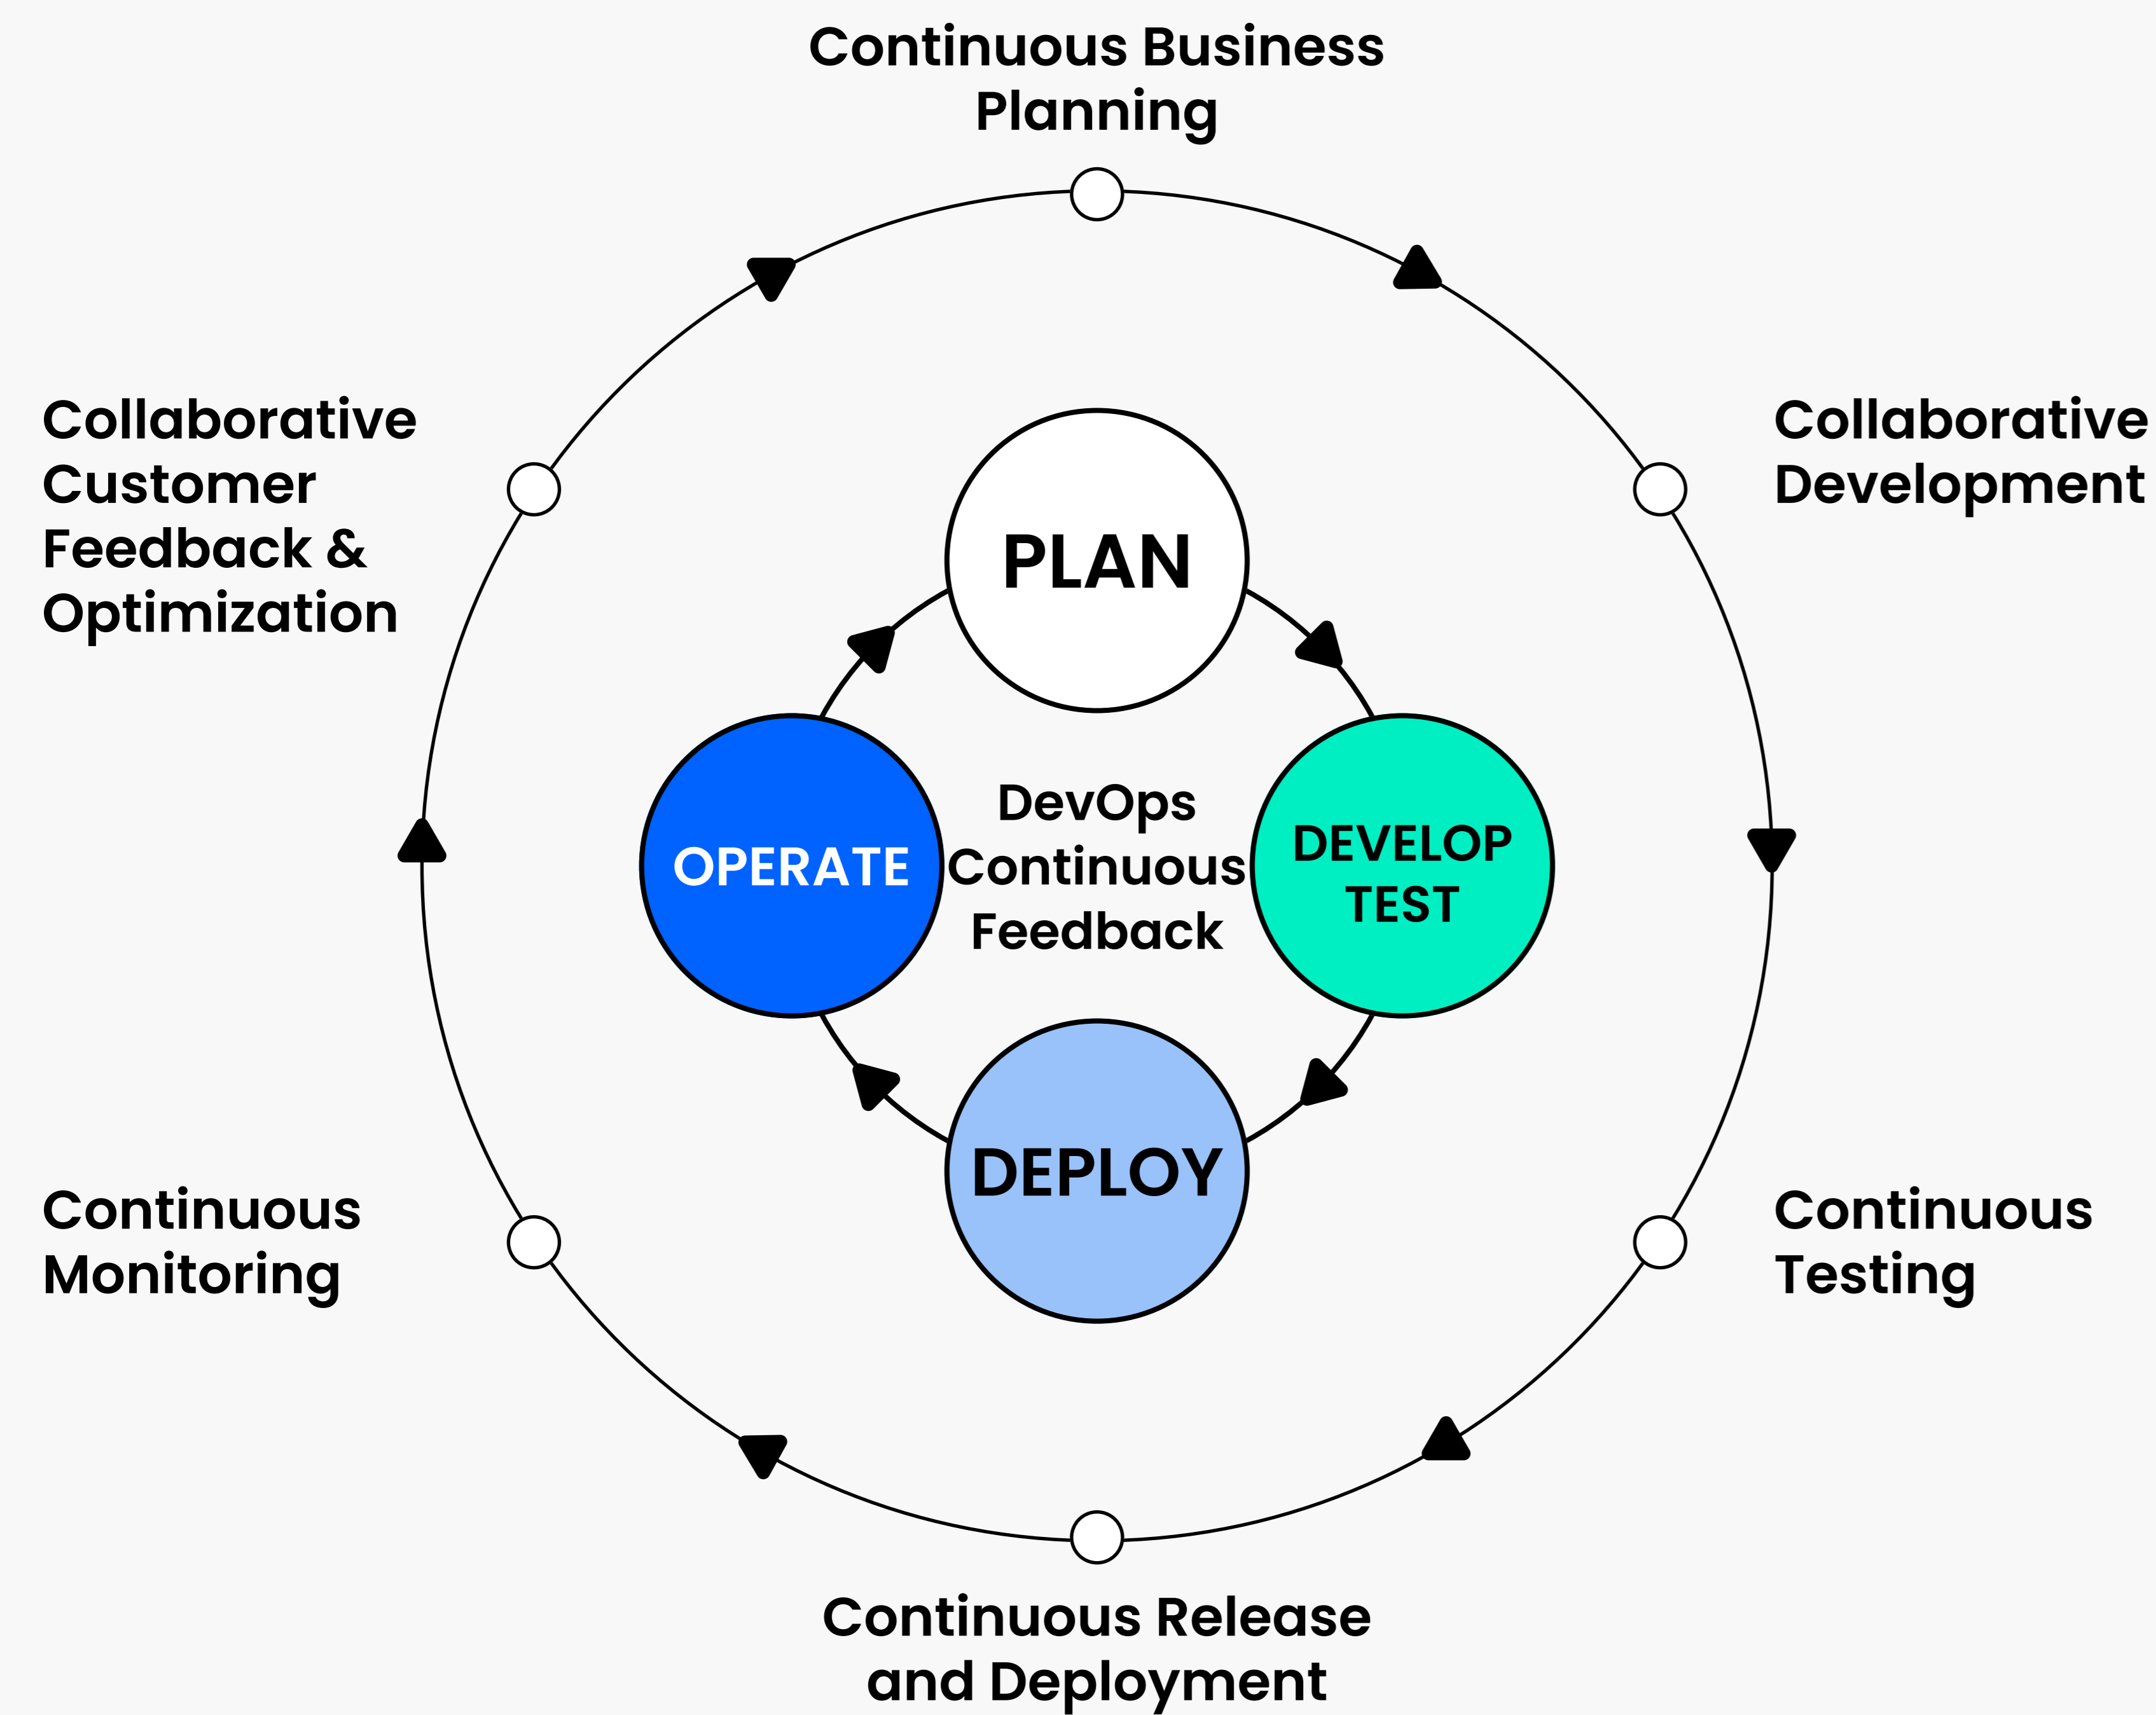 Continuous Business
Planning
Collaborative
Development
Continuous
Testing
Continuous Release
and Deployment
Continuous
Monitoring
Collaborative
Customer
Feedback &
Optimization
PLAN
DEVELOP
TEST
DEPLOY
OPERATE
DevOps
Continuous
Feedback